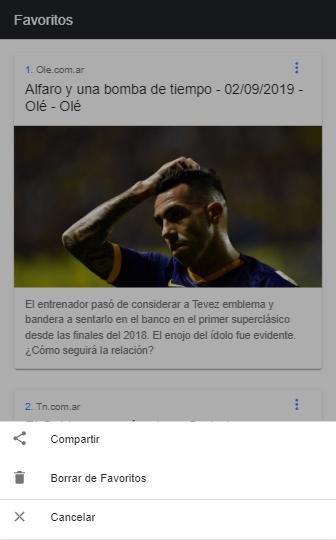 Favoritos
1. Ole.com.ar
Alfaro y una bomba de tiempo - 02/09/2019 -
Olé - Olé
El entrenador pasó de considerar a Tevez emblema y
bandera a sentarlo en el banco en el primer superclásico
desde las finales del 2018. El enojo del ídolo fue evidente.
¿Cómo seguirá la relación?
2. Tn.com.ar
Compartir
Borrar de Favoritos
Cancelar